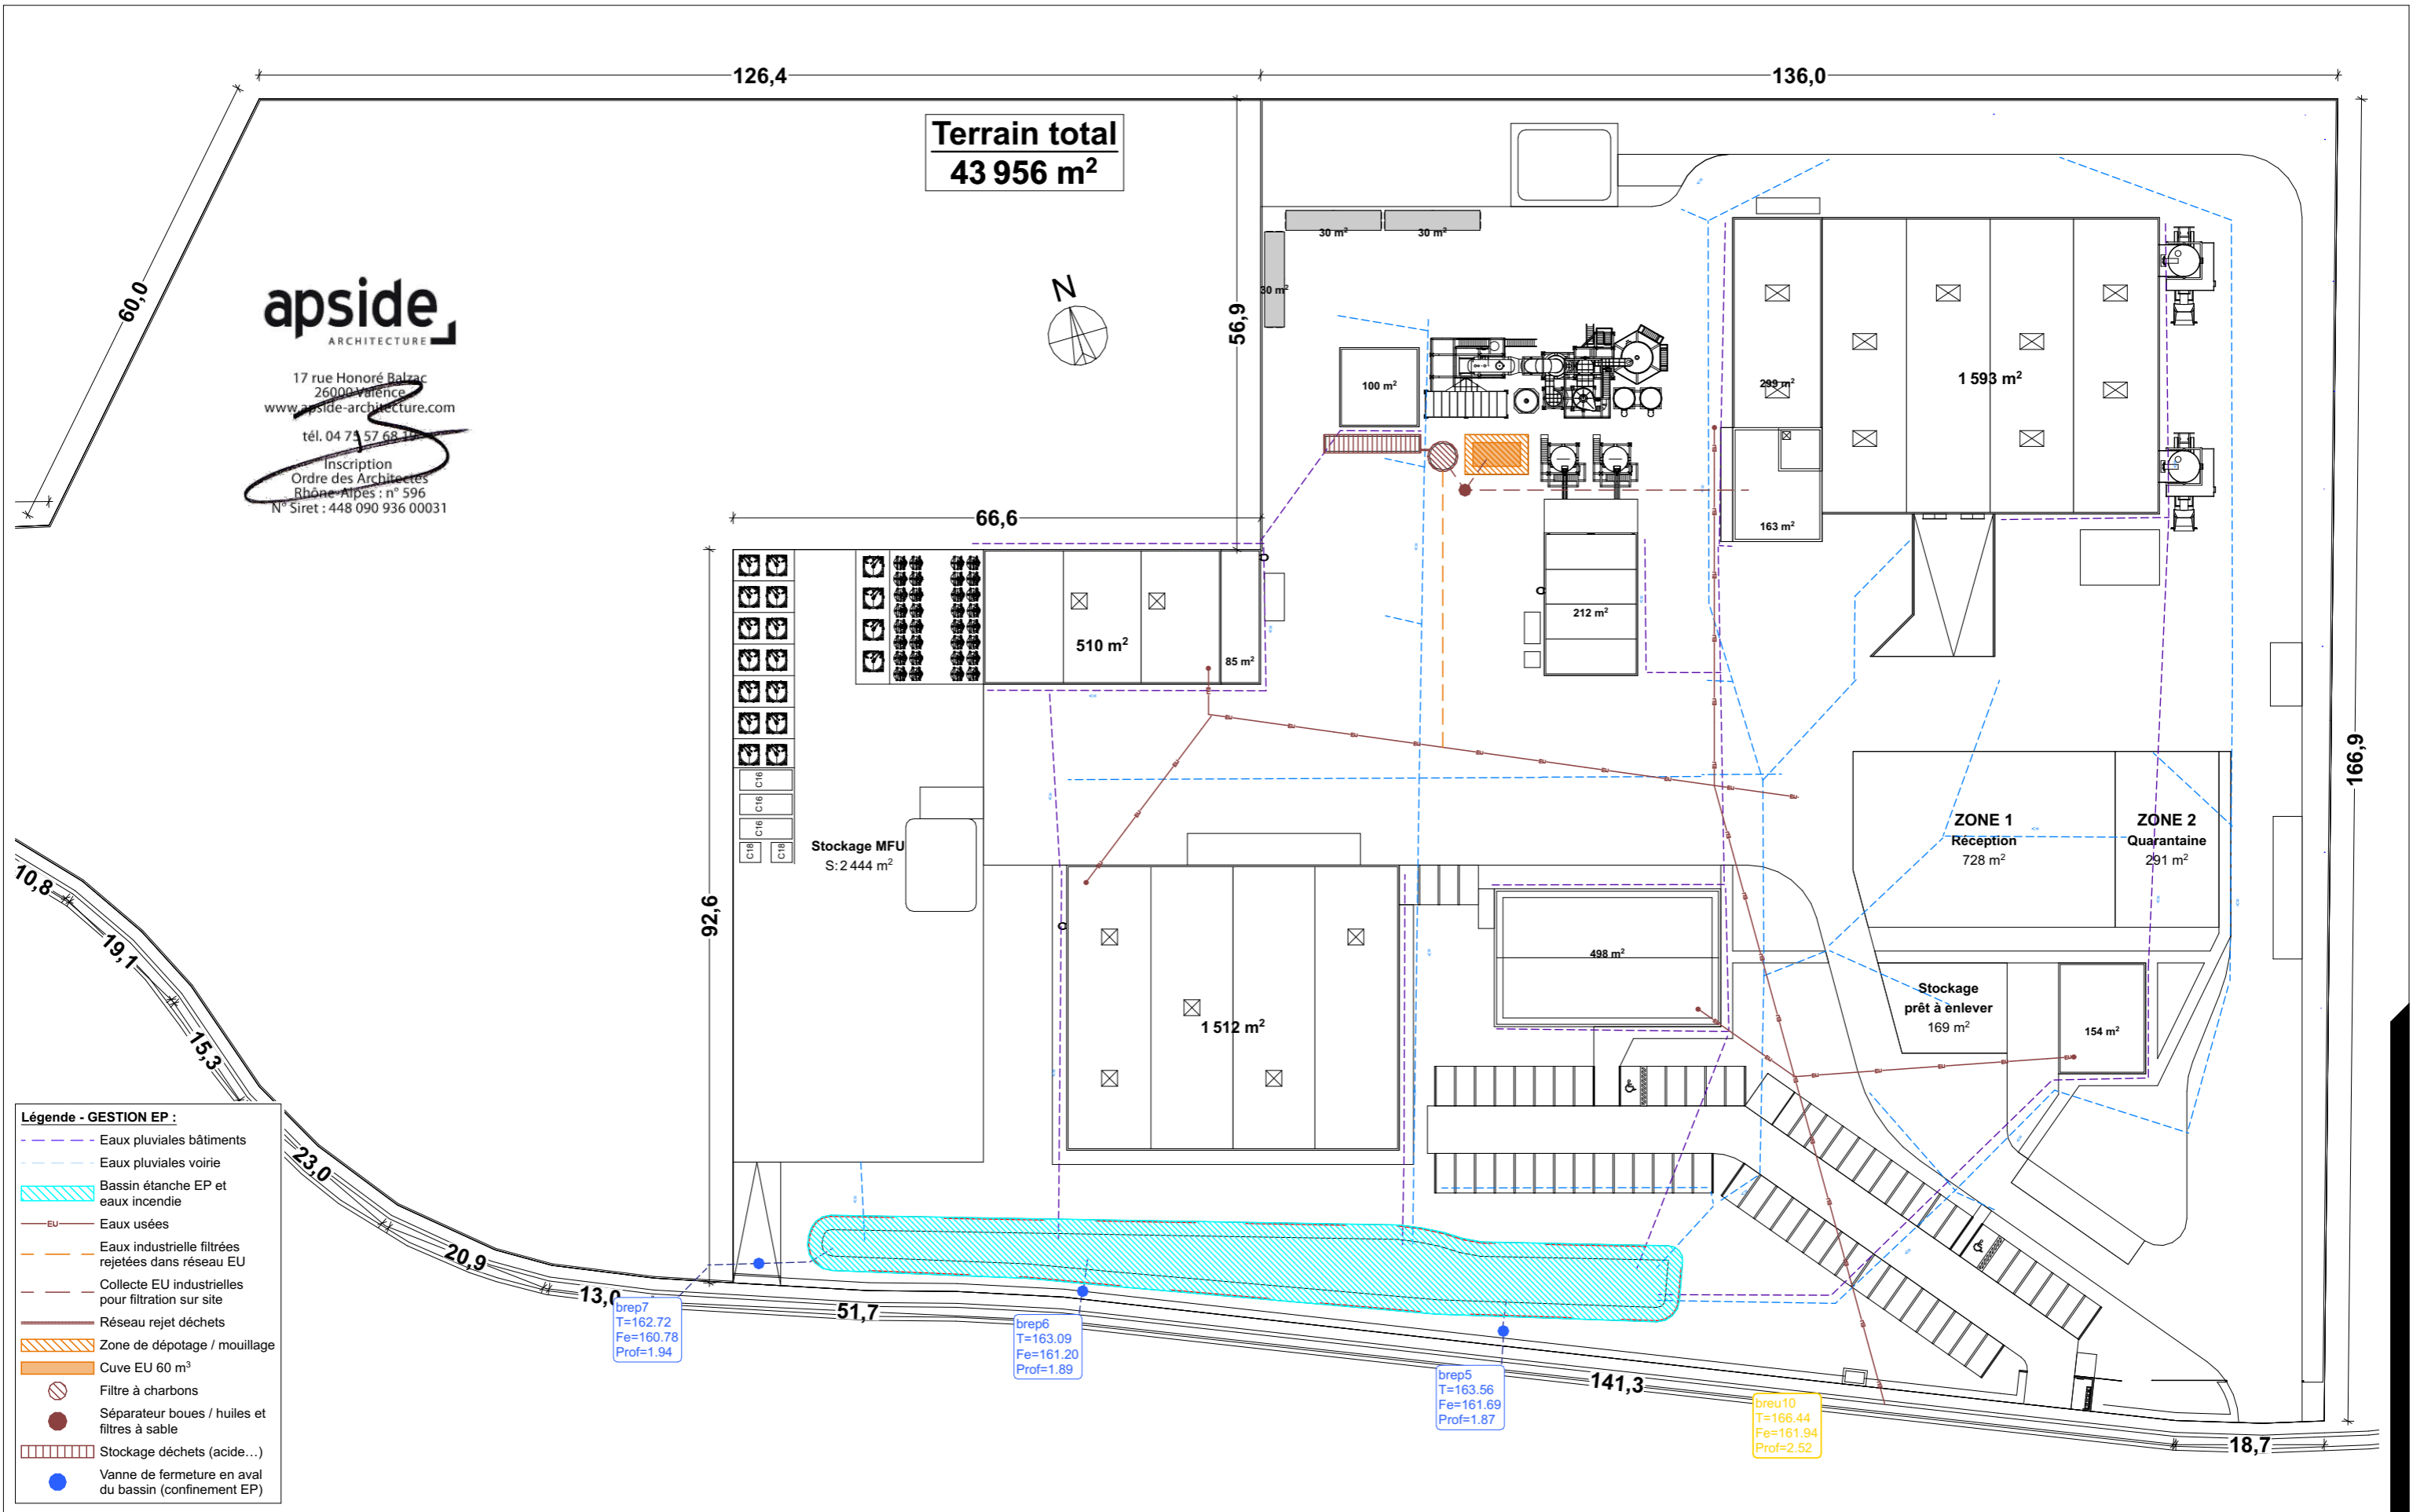 126,4
136,0
Terrain total
43 956 m²
60,0
apside
ARCHITECTURE
17 rue Honoré Balzac
26000 Valence
www.apside-architecture.com
tél. 04 75 57 68
Inscription
Ordre des Architectes
Rhône-Alpes : n° 596
N° Siret : 448 090 936 00031
N
56,9
30 m²
30 m²
30 m²
100 m²
299 m²
1 593 m²
163 m²
66,6
510 m²
85 m²
212 m²
166,9
92,6
C16
C16
C16
C18
C18
Stockage MFU
S: 2 444 m²
ZONE 1
Réception
728 m²
ZONE 2
Quarantaine
291 m²
498 m²
1 512 m²
Stockage
prêt à enlever
169 m²
154 m²
10,8
19,1
15,3
23,0
20,9
13,0
51,7
141,3
18,7
brep7
T=162.72
Fe=160.78
Prof=1.94
brep6
T=163.09
Fe=161.20
Prof=1.89
brep5
T=163.56
Fe=161.69
Prof=1.87
breu10
T=166.44
Fe=161.94
Prof=2.52
Légende - GESTION EP :
Eaux pluviales bâtiments
Eaux pluviales voirie
Bassin étanche EP et
eaux incendie
EU
Eaux usées
Eaux industrielle filtrées
rejetées dans réseau EU
Collecte EU industrielles
pour filtration sur site
Réseau rejet déchets
Zone de dépotage / mouillage
Cuve EU 60 m³
Filtre à charbons
Séparateur boues / huiles et
filtres à sable
Stockage déchets (acide...)
Vanne de fermeture en aval
du bassin (confinement EP)